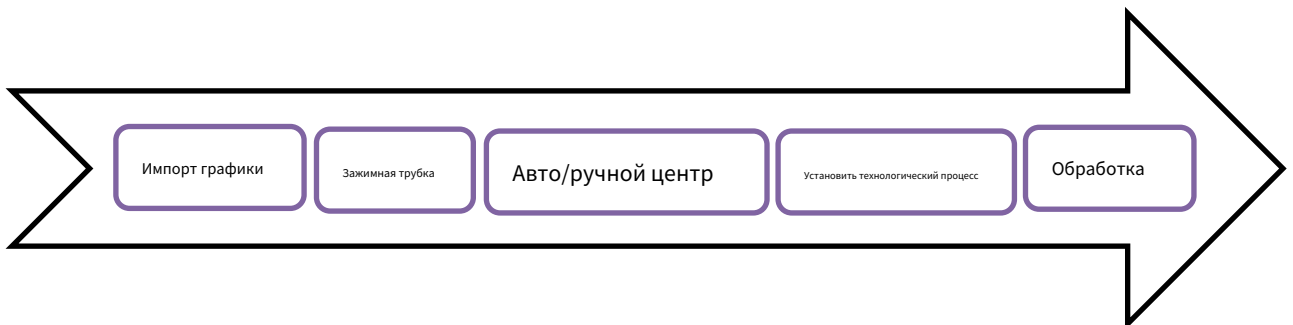 Импорт графики
Зажимная трубка
Авто/ручной центр
Установить технологический процесс
Обработка